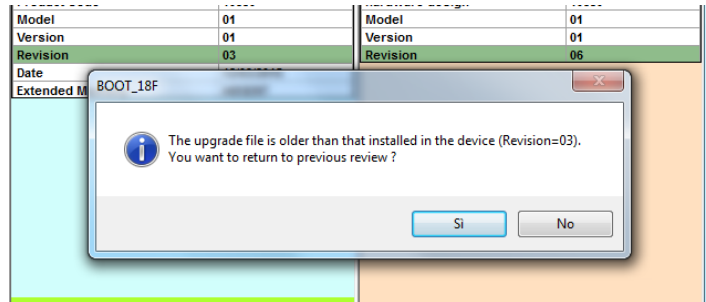 Model 01 Model 01
Version 01 Version 01
Revision 03 Revision 06
Date
Extended M
BOOT_18F
The upgrade file is older than that installed in the device (Revision=03).
You want to return to previous review ?
Sì No